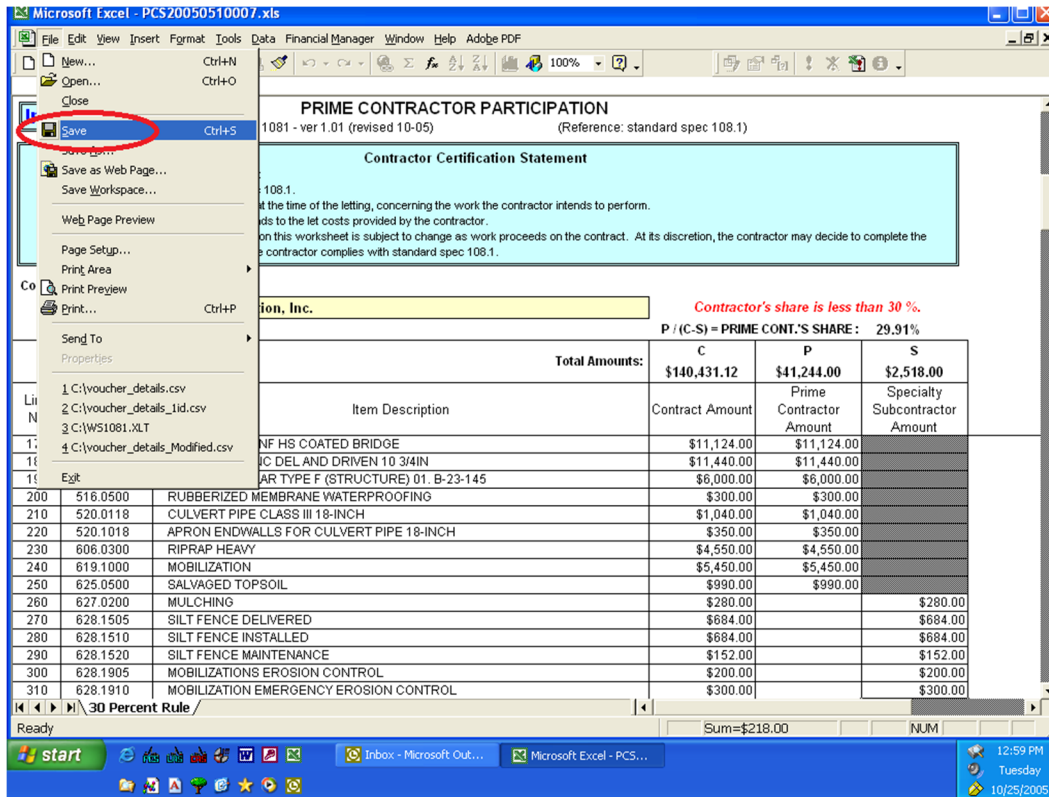 Microsoft Excel - PCS20050510007.xls
File Edit View Insert Format Tools Data Financial Manager Window Help Adobe PDF
100%
New... Ctrl+N
Open... Ctrl+O
Close
Save Ctrl+S
Save as Web Page...
Save Workspace...
Web Page Preview
Page Setup...
Print Area
Print Preview
Print... Ctrl+P
Send To
Properties
1 C:\voucher_details.csv
2 C:\voucher_details_1id.csv
3 C:\WS1081.XLT
4 C:\voucher_details_Modified.csv
Exit
PRIME CONTRACTOR PARTICIPATION
1081 - ver 1.01 (revised 10-05) (Reference: standard spec 108.1)
Contractor Certification Statement
108.1.
at the time of the letting, concerning the work the contractor intends to perform.
ds to the let costs provided by the contractor.
on this worksheet is subject to change as work proceeds on the contract. At its discretion, the contractor may decide to complete the
contractor complies with standard spec 108.1.
Co
ion, Inc. Contractor's share is less than 30 %.
P / (C-S) = PRIME CONT.'S SHARE : 29.91%
Total Amounts: C P S
$140,431.12 $41,244.00 $2,518.00
Item Description Contract Amount Prime Contractor Amount Specialty Subcontractor Amount
NF HS COATED BRIDGE $11,124.00 $11,124.00
NC DEL AND DRIVEN 10 3/4IN $11,440.00 $11,440.00
AR TYPE F (STRUCTURE) 01. B-23-145 $6,000.00 $6,000.00
200 516.0500 RUBBERIZED MEMBRANE WATERPROOFING $300.00 $300.00
210 520.0118 CULVERT PIPE CLASS III 18-INCH $1,040.00 $1,040.00
220 520.1018 APRON ENDWALLS FOR CULVERT PIPE 18-INCH $350.00 $350.00
230 606.0300 RIPRAP HEAVY $4,550.00 $4,550.00
240 619.1000 MOBILIZATION $5,450.00 $5,450.00
250 625.0500 SALVAGED TOPSOIL $990.00 $990.00
260 627.0200 MULCHING $280.00 $280.00
270 628.1505 SILT FENCE DELIVERED $684.00 $684.00
280 628.1510 SILT FENCE INSTALLED $684.00 $684.00
290 628.1520 SILT FENCE MAINTENANCE $152.00 $152.00
300 628.1905 MOBILIZATIONS EROSION CONTROL $200.00 $200.00
310 628.1910 MOBILIZATION EMERGENCY EROSION CONTROL $300.00 $300.00
30 Percent Rule
Ready Sum=$218.00 NUM
start Inbox - Microsoft Out... Microsoft Excel - PCS... 12:59 PM
Tuesday
10/25/2005